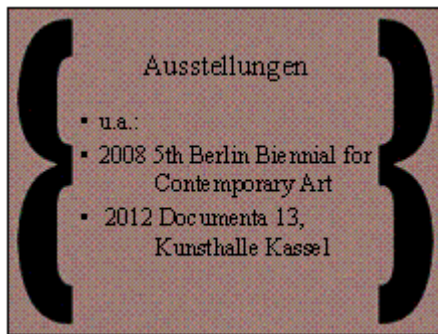 Ausstellungen
▪ u.a.:
▪ 2008 5th Berlin Biennial for
Contemporary Art
▪ 2012 Documenta 13,
Kunsthalle Kassel